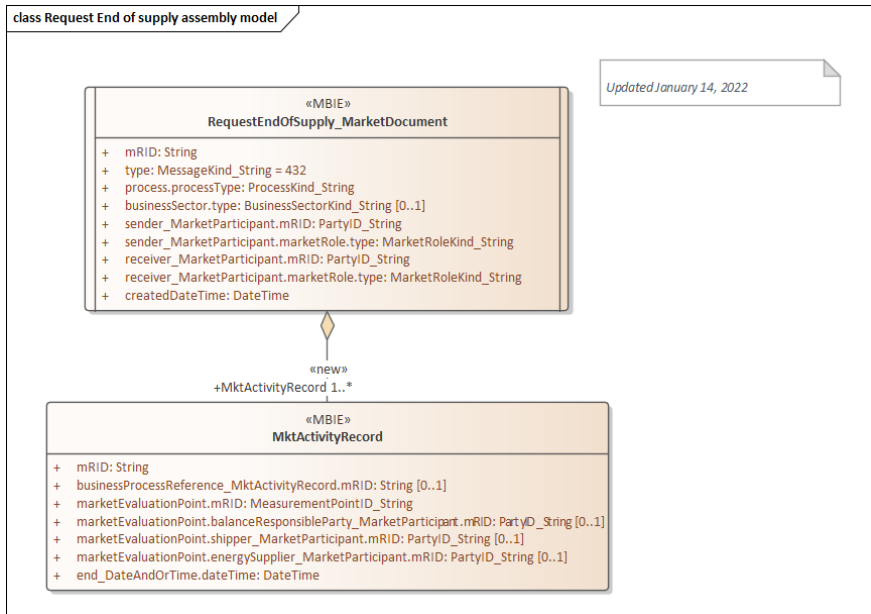 class Request End of supply assembly model
Updated January 14, 2022
«MBIE»
RequestEndOfSupply_MarketDocument
+ mRID: String
+ type: MessageKind_String = 432
+ process.processType: ProcessKind_String
+ businessSector.type: BusinessSectorKind_String [0..1]
+ sender_MarketParticipant.mRID: PartyID_String
+ sender_MarketParticipant.marketRole.type: MarketRoleKind_String
+ receiver_MarketParticipant.mRID: PartyID_String
+ receiver_MarketParticipant.marketRole.type: MarketRoleKind_String
+ createdDateTime: DateTime
«new»
+MktActivityRecord 1..*
«MBIE»
MktActivityRecord
+ mRID: String
+ businessProcessReference_MktActivityRecord.mRID: String [0..1]
+ marketEvaluationPoint.mRID: MeasurementPointID_String
+ marketEvaluationPoint.balanceResponsibleParty_MarketParticipant.mRID: PartyID_String [0..1]
+ marketEvaluationPoint.shipper_MarketParticipant.mRID: PartyID_String [0..1]
+ marketEvaluationPoint.energySupplier_MarketParticipant.mRID: PartyID_String [0..1]
+ end_DateAndOrTime.dateTime: DateTime